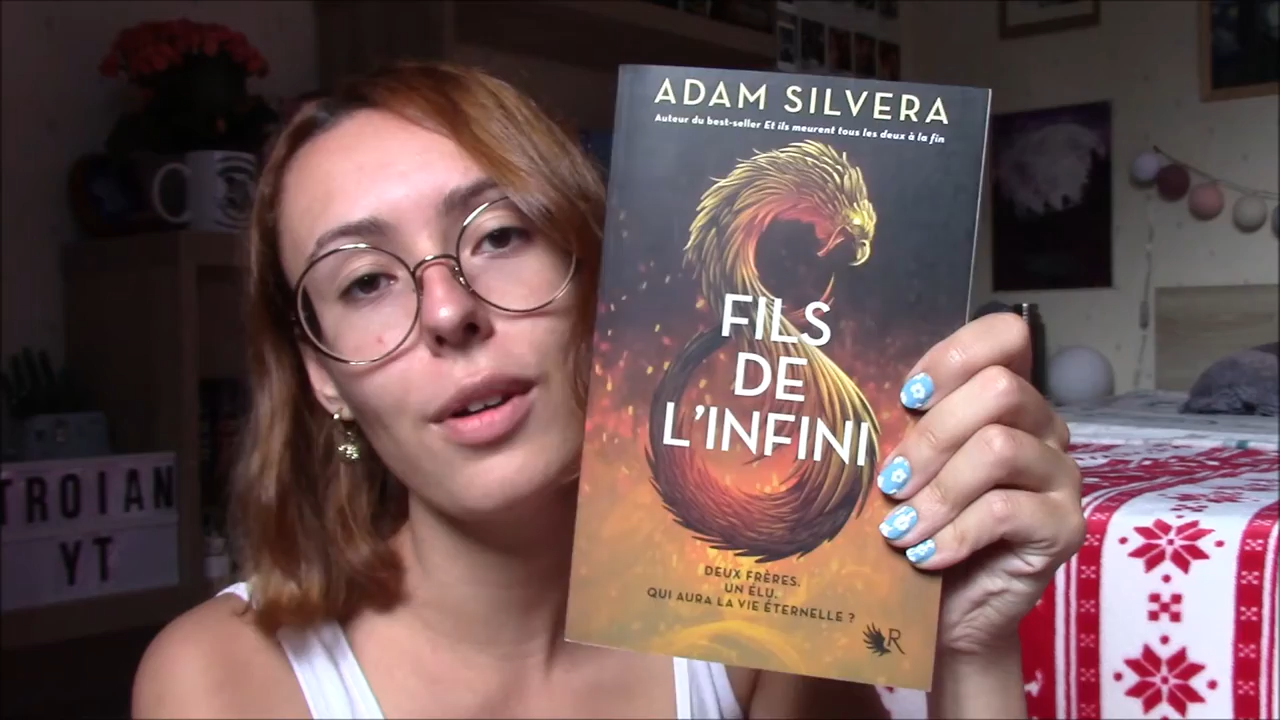 ADAM SILVERA
Auteur du best-seller Et ils meurent tous les deux à la fin
FILS
DE
L'INFINI
DEUX FRÈRES.
UN ÉLU.
QUI AURA LA VIE ÉTERNELLE ?
R
TROIAN
YT